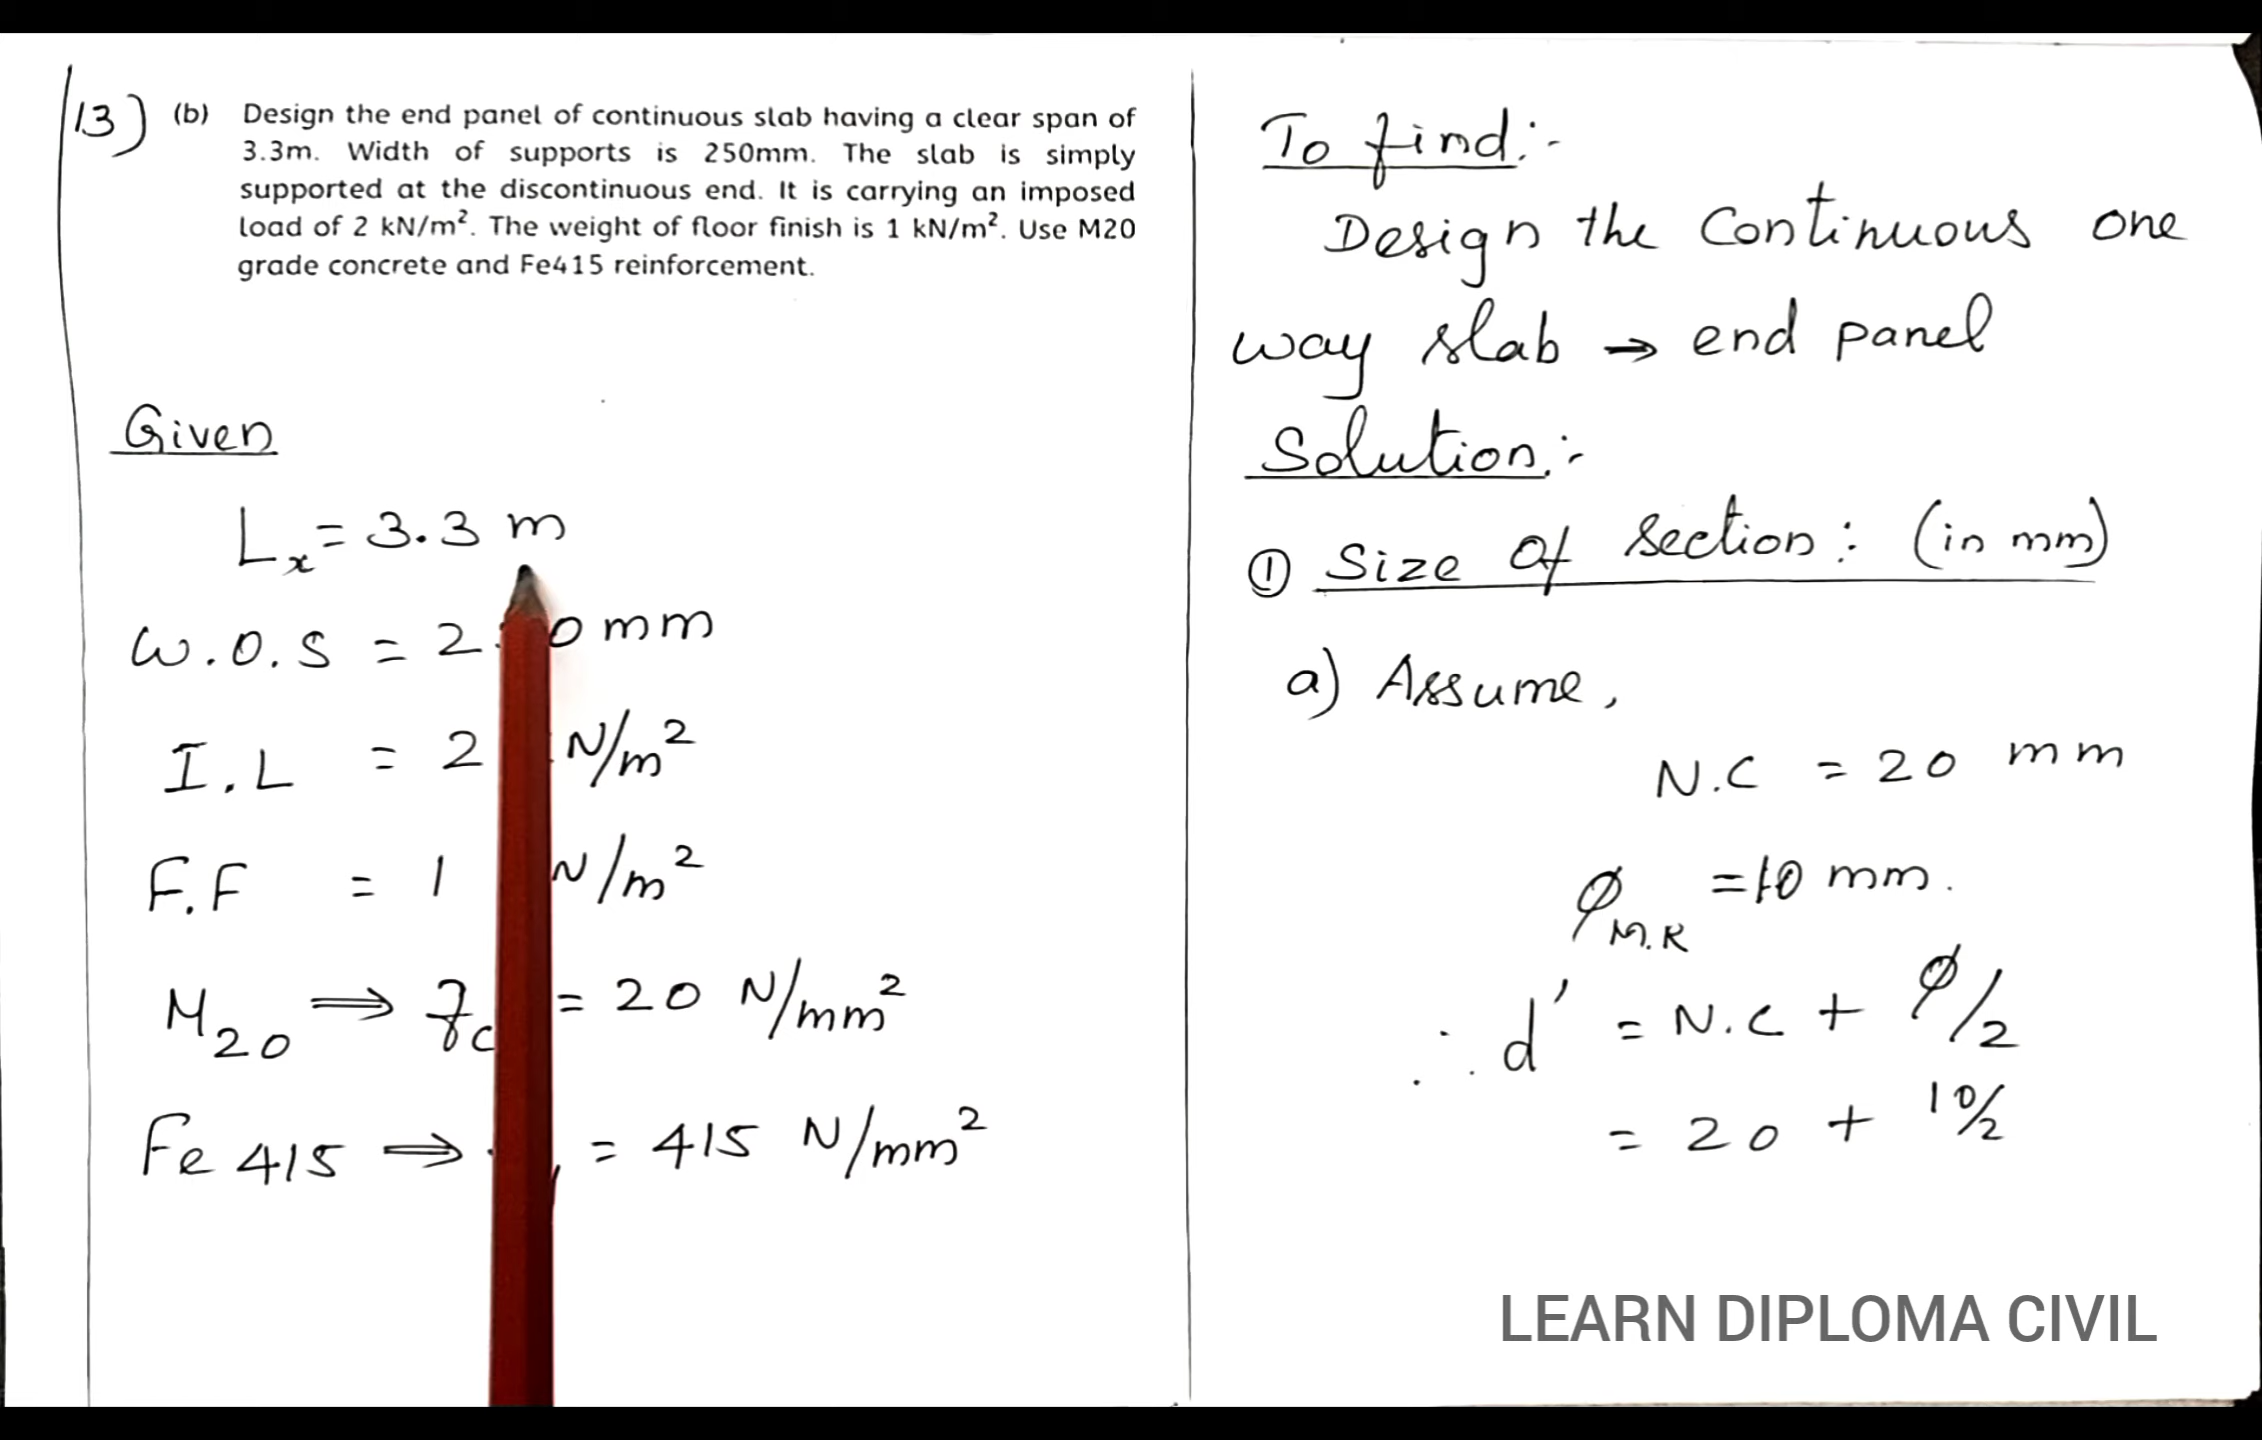 13) (b) Design the end panel of continuous slab having a clear span of
3.3m. Width of supports is 250mm. The slab is simply
supported at the discontinuous end. It is carrying an imposed
load of 2 kN/m². The weight of floor finish is 1 kN/m². Use M20
grade concrete and Fe415 reinforcement.
Given
Lx = 3.3 m
W.O.S = 2 0 mm
I.L = 2 N/m²
F.F = 1 N/m²
M20 ⇒ fc = 20 N/mm²
Fe 415 ⇒ = 415 N/mm²
To find:-
Design the Continuous one
way slab → end panel
Solution:-
① Size of section: (in mm)
a) Assume,
N.C = 20 mm
φM.R = 10 mm.
∴ d' = N.C + φ/2
= 20 + 10/2
LEARN DIPLOMA CIVIL